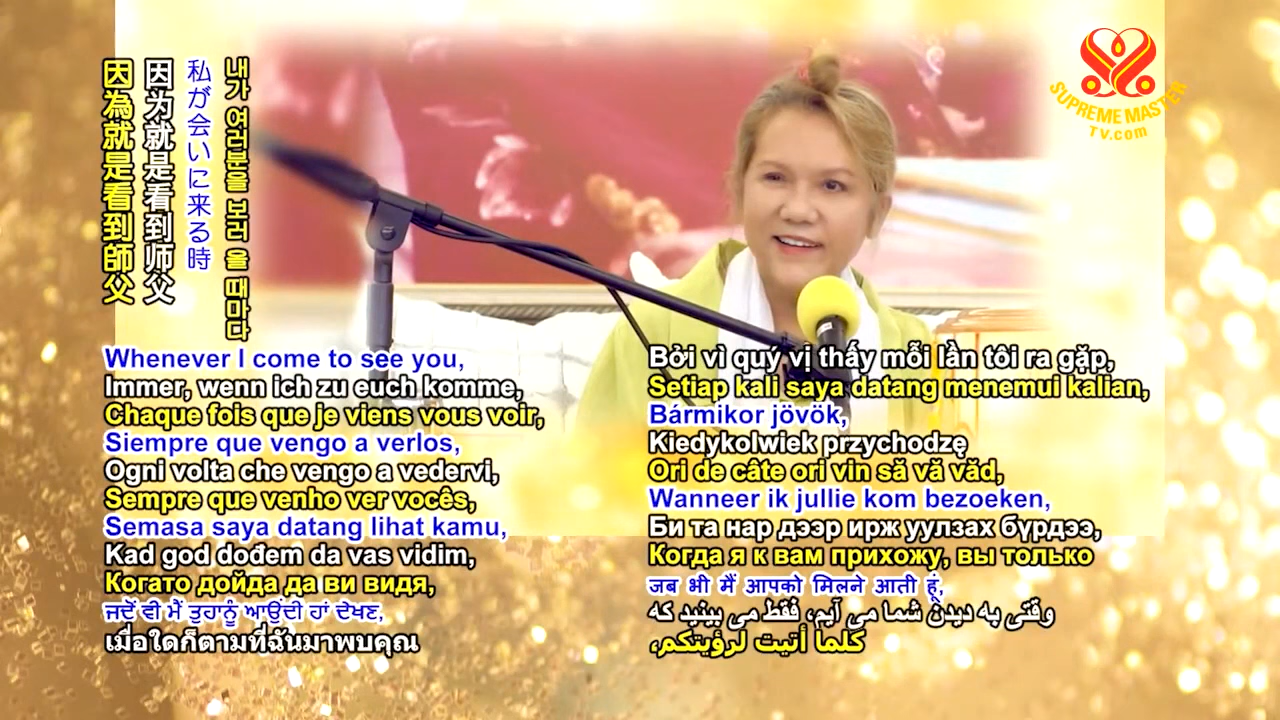 因為就是看到師父
因为就是看到师父
私が会いに来る時
내가 여러분을 보러 올 때마다
SUPREME MASTER
TV.com
Whenever I come to see you,
Immer, wenn ich zu euch komme,
Chaque fois que je viens vous voir,
Siempre que vengo a verlos,
Ogni volta che vengo a vedervi,
Sempre que venho ver vocês,
Semasa saya datang lihat kamu,
Kad god dođem da vas vidim,
Когато дойда да ви видя,
ਜਦੋਂ ਵੀ ਮੈਂ ਤੁਹਾਨੂੰ ਆਉਂਦੀ ਹਾਂ ਦੇਖਣ,
เมื่อใดก็ตามที่ฉันมาพบคุณ
Bởi vì quý vị thấy mỗi lần tôi ra gặp,
Setiap kali saya datang menemui kalian,
Bármikor jövök,
Kiedykolwiek przychodzę
Ori de câte ori vin să vă văd,
Wanneer ik jullie kom bezoeken,
Би та нар дээр ирж уулзах бүрдээ,
Когда я к вам прихожу, вы только
जब भी मैं आपको मिलने आती हूं,
وقتی به دیدن شما می آیم، فقط می بینید که
كلما أتيت لرؤيتكم،